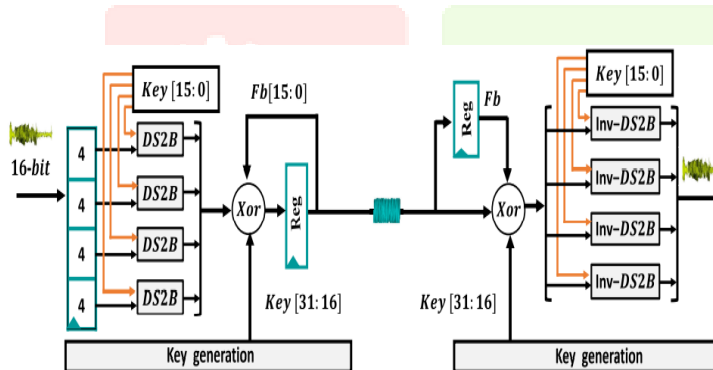 Key [15: 0]
Fb[15: 0]
16-bit
4
DS2B
4
DS2B
4
DS2B
4
DS2B
Xor
Reg
Key [31: 16]
Key generation
Reg
Fb
Key [15: 0]
Inv-DS2B
Inv-DS2B
Inv-DS2B
Inv-DS2B
Xor
Key [31: 16]
Key generation